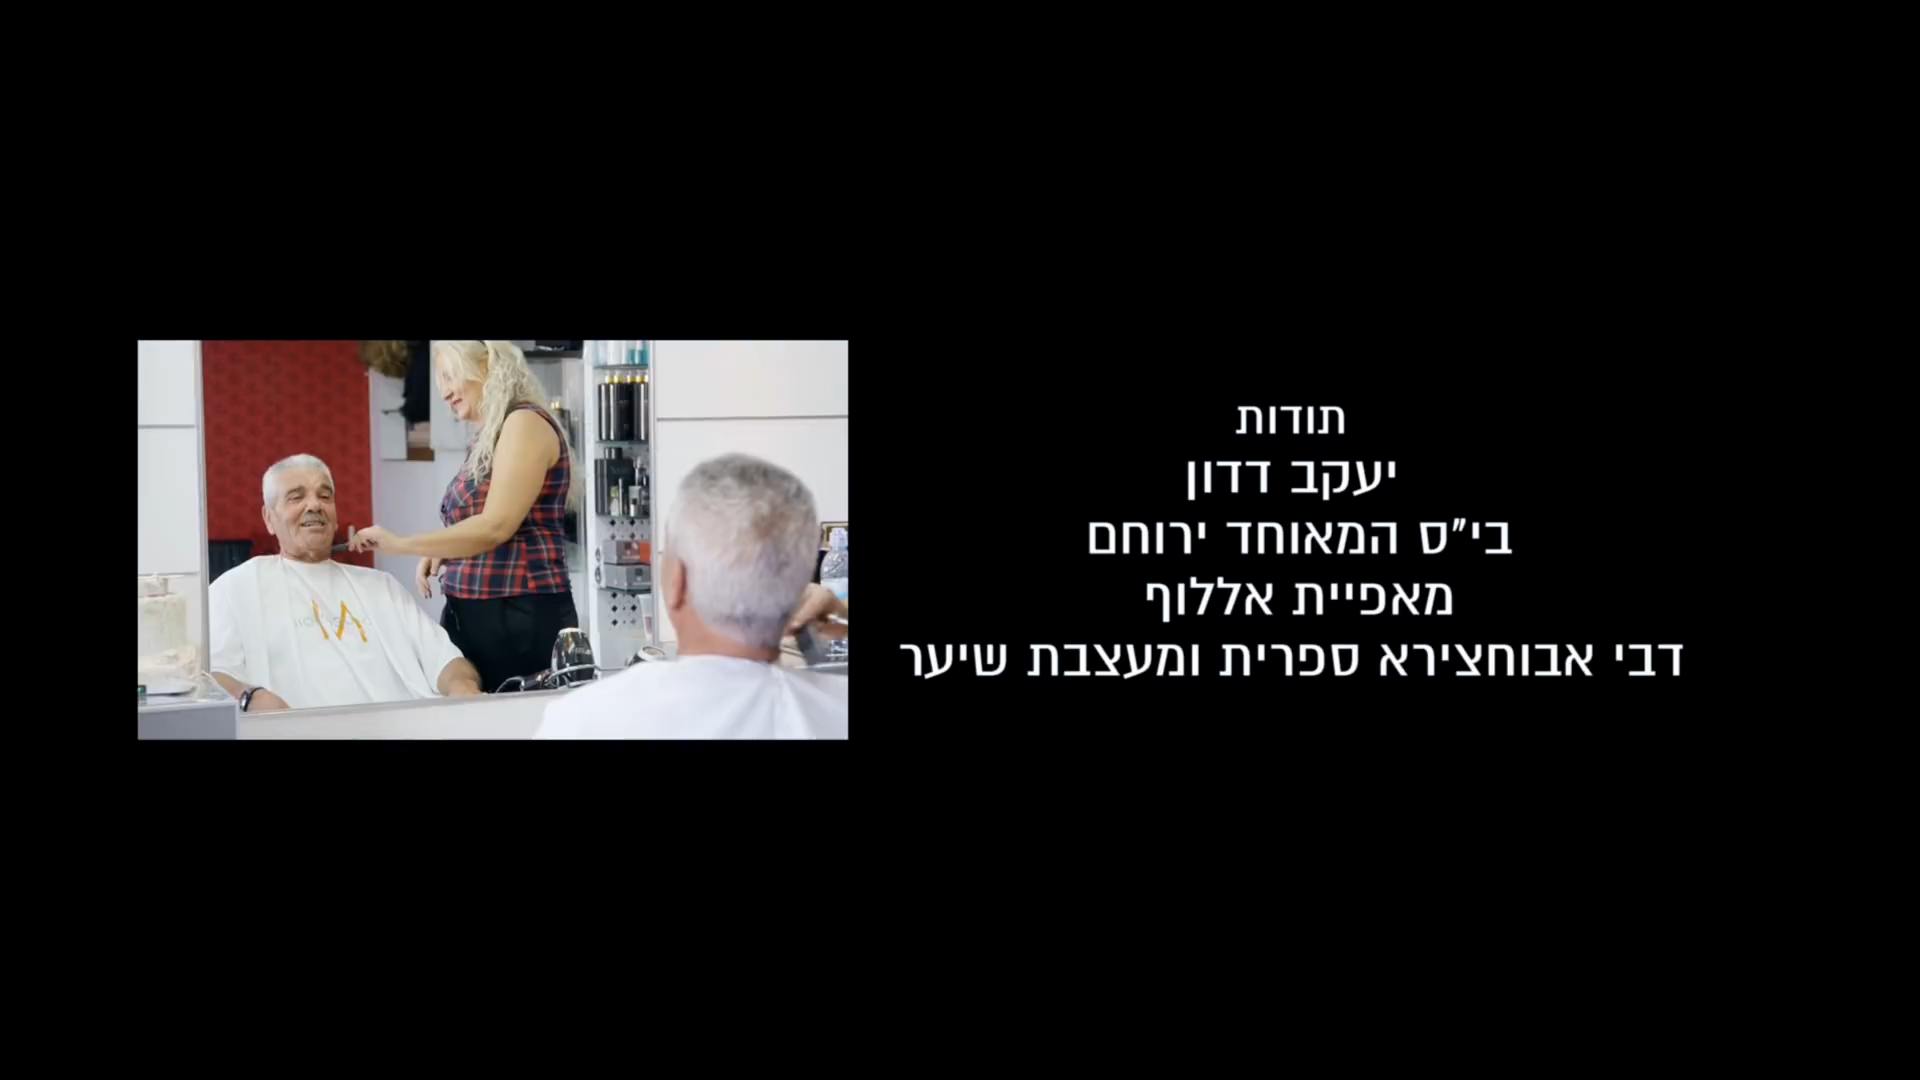 תודות
יעקב דדון
בי"ס המאוחד ירוחם
מאפיית אללוף
דבי אבוחצירא ספרית ומעצבת שיער